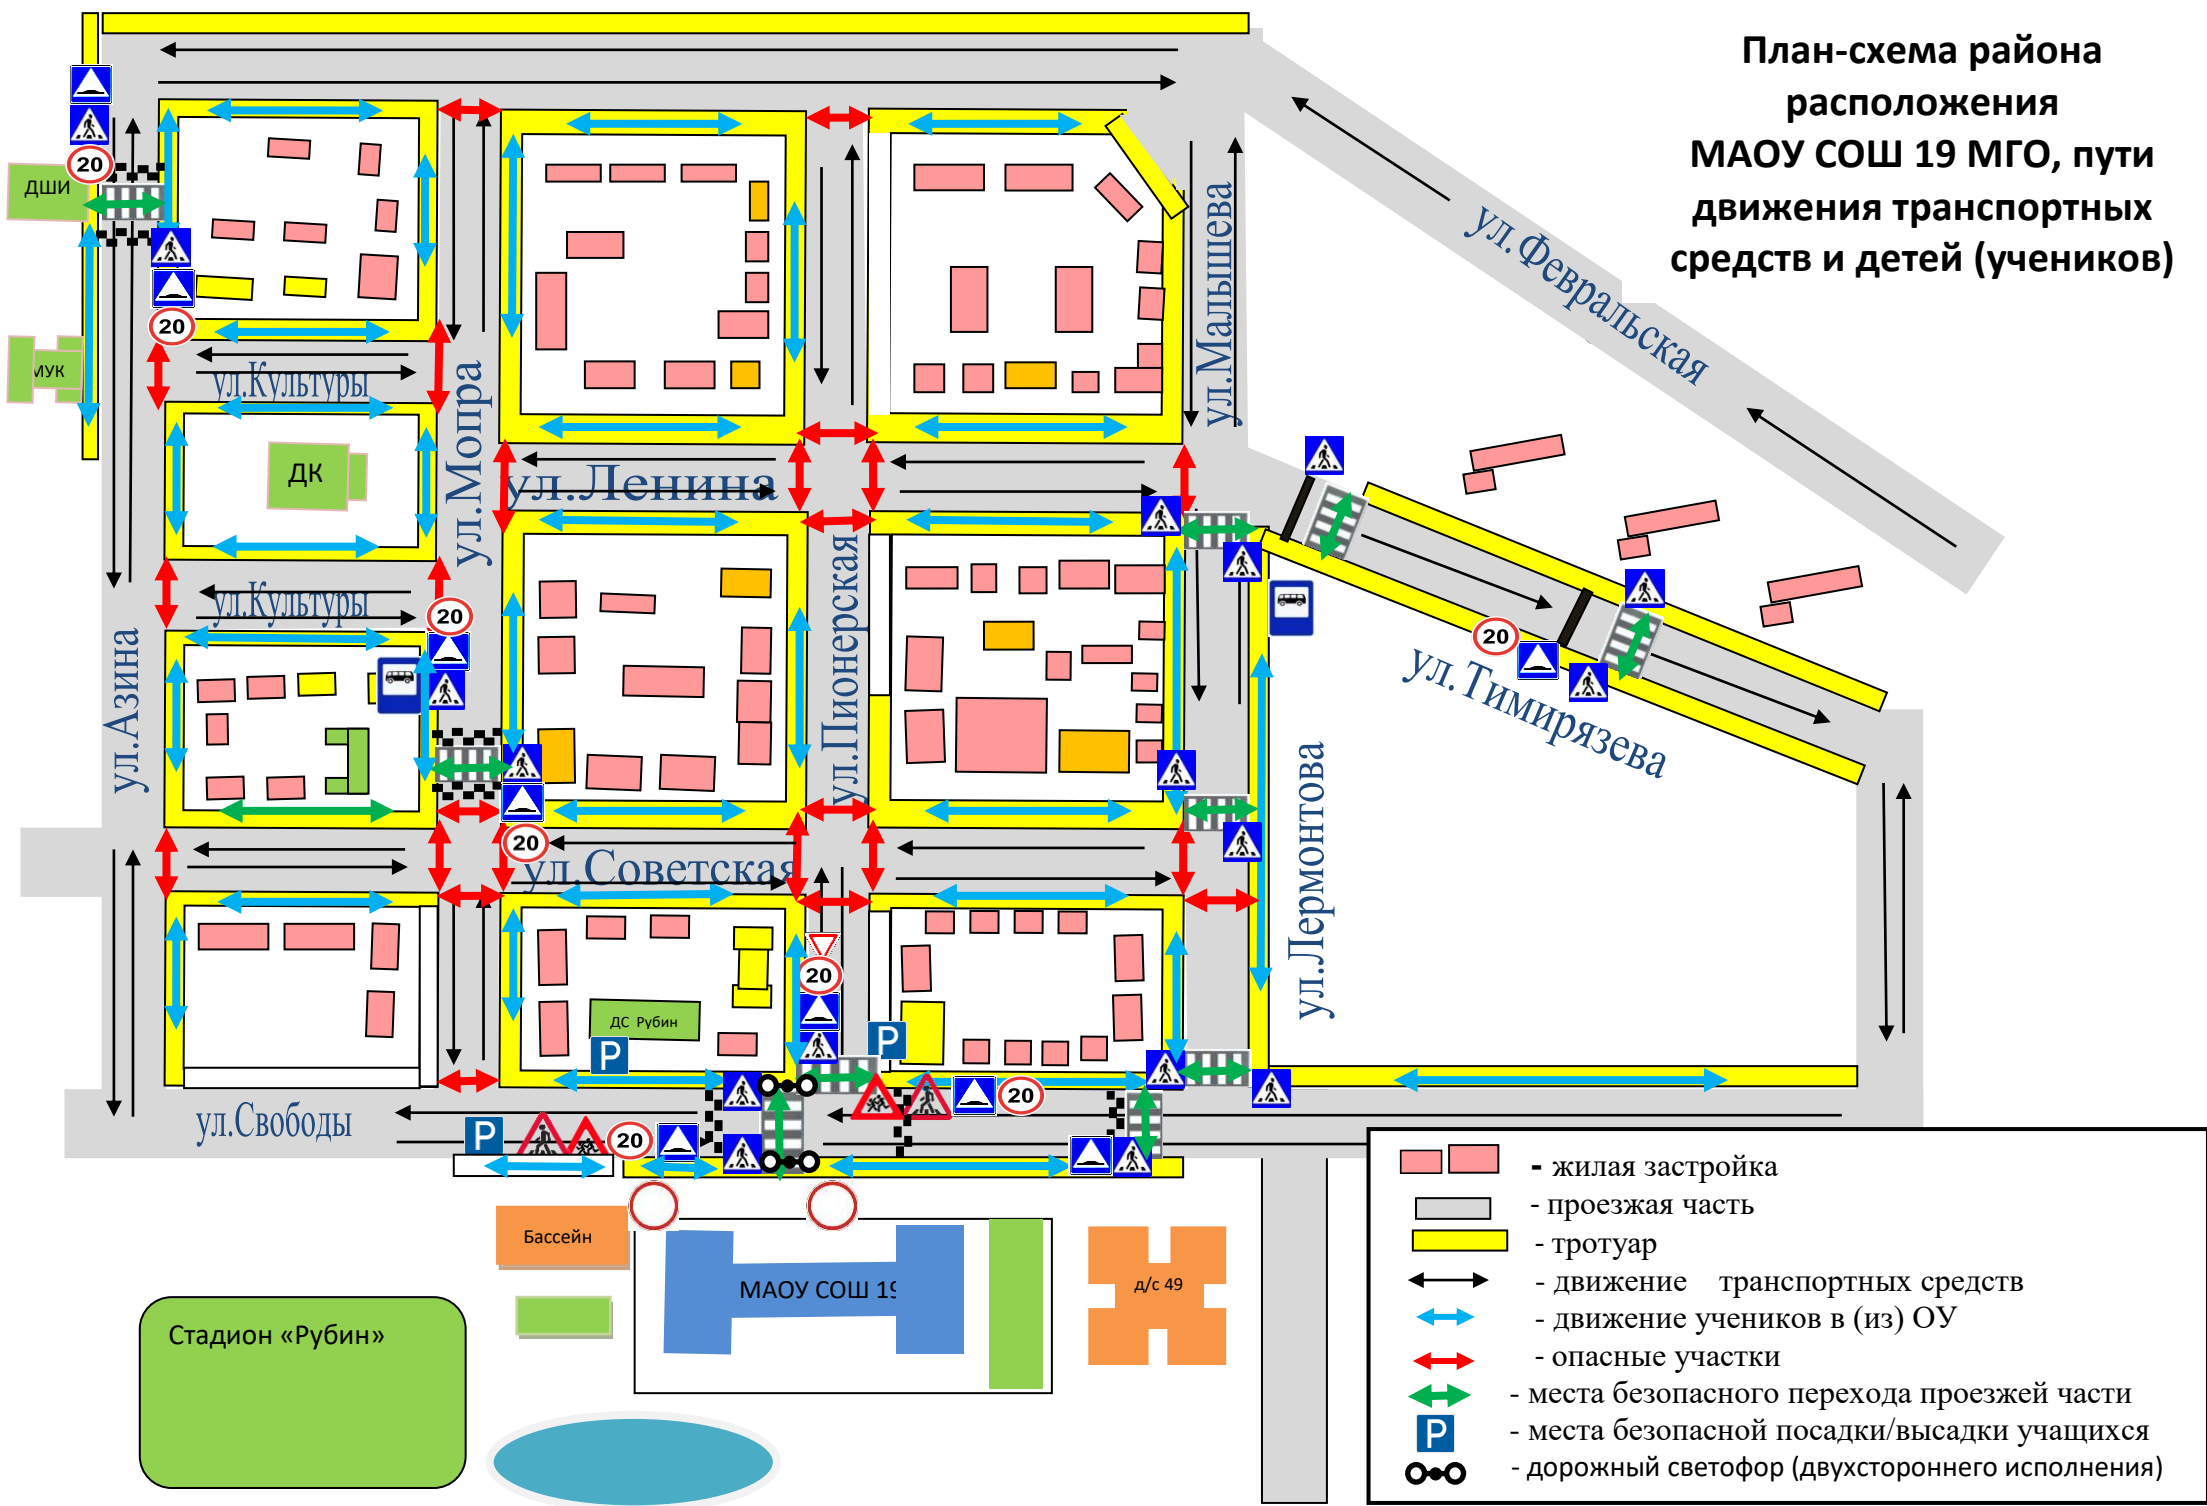 План-схема района
расположения
МАОУ СОШ 19 МГО, пути
движения транспортных
средств и детей (учеников)
20
ДШИ
20
МУК
ул.Культуры
ул.Мопра
ул.Малышева
ул.Февральская
ДК
ул.Ленина
ул.Культуры
20
ул.Азина
ул.Пионерская
20
ул.Тимирязева
ул.Лермонтова
20
ул.Советская
20
ДС Рубин
P
P
20
ул.Свободы
P
20
Бассейн
МАОУ СОШ 19
д/с 49
Стадион «Рубин»
- жилая застройка
- проезжая часть
- тротуар
- движение транспортных средств
- движение учеников в (из) ОУ
- опасные участки
- места безопасного перехода проезжей части
P - места безопасной посадки/высадки учащихся
- дорожный светофор (двухстороннего исполнения)